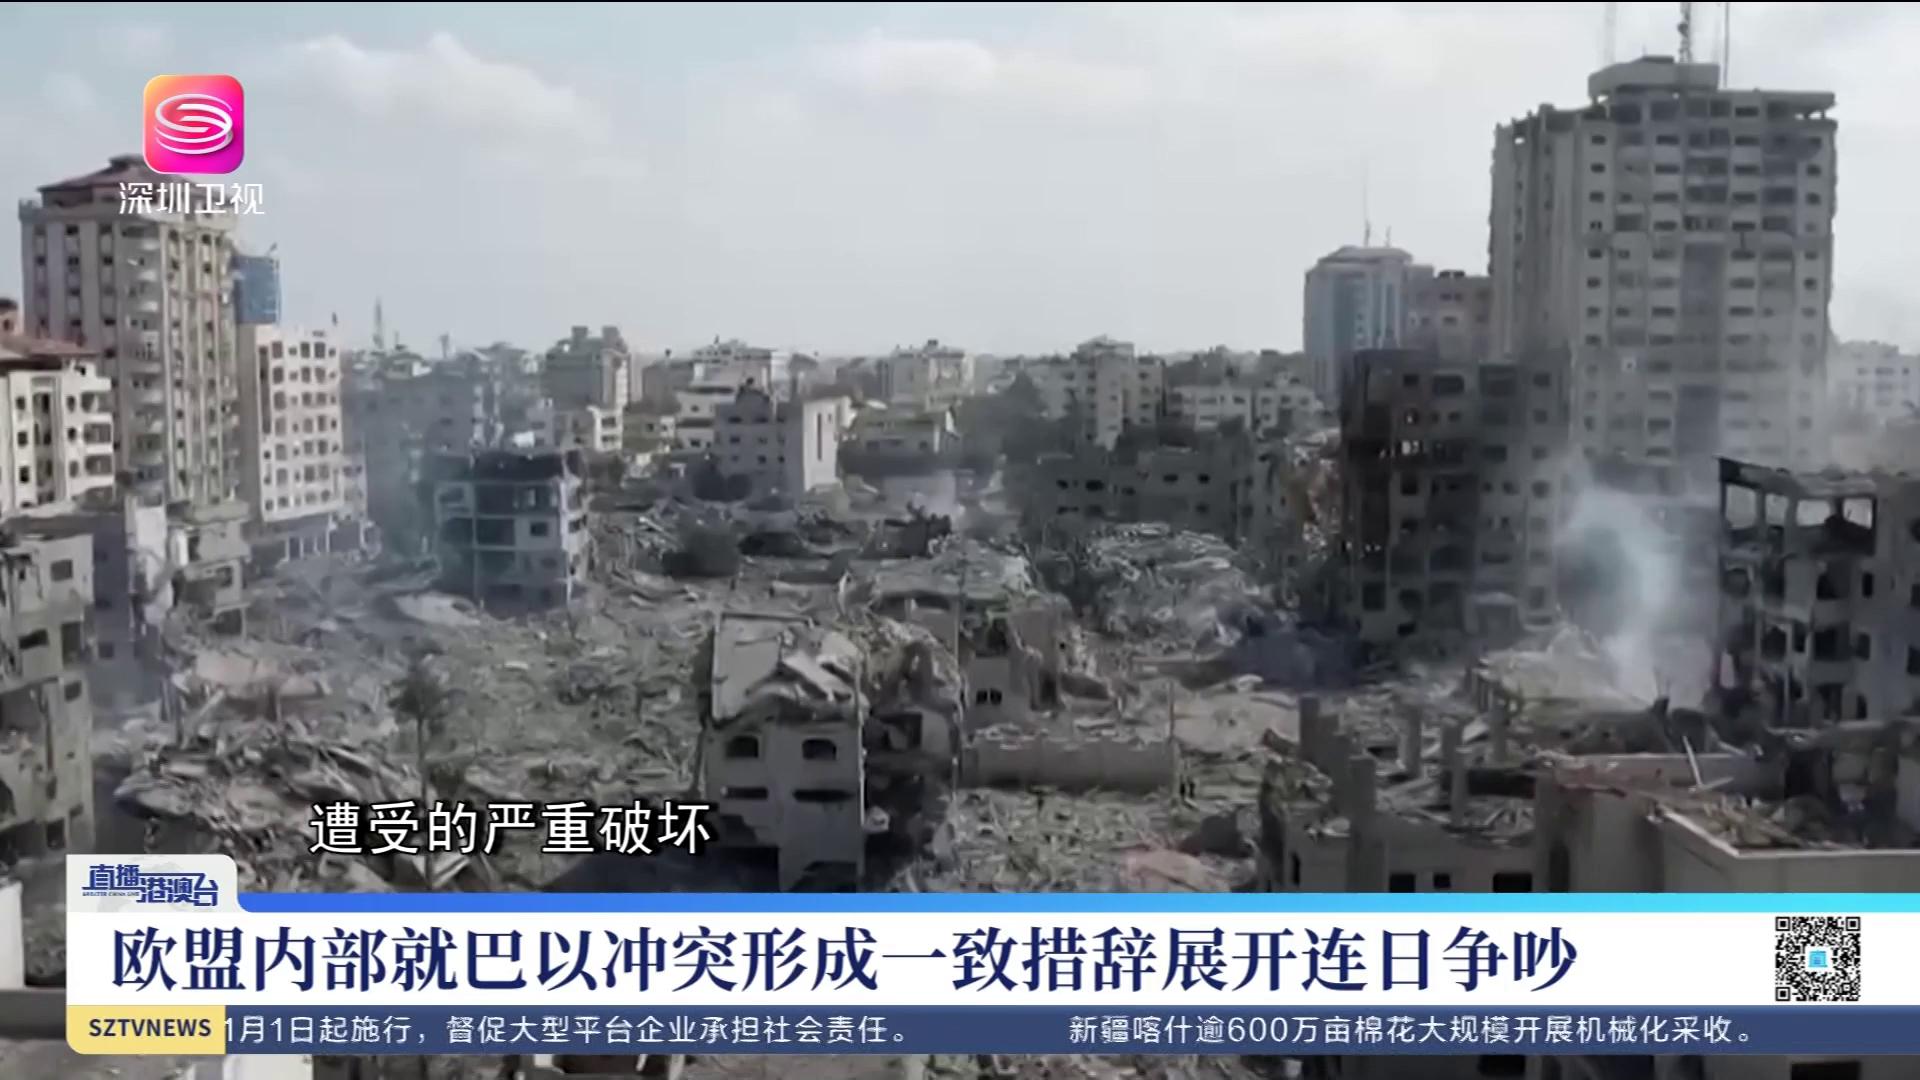 深圳卫视
遭受的严重破坏
直播港澳台
欧盟内部就巴以冲突形成一致措辞展开连日争吵
SZTVNEWS
1月1日起施行，督促大型平台企业承担社会责任。 新疆喀什逾600万亩棉花大规模开展机械化采收。